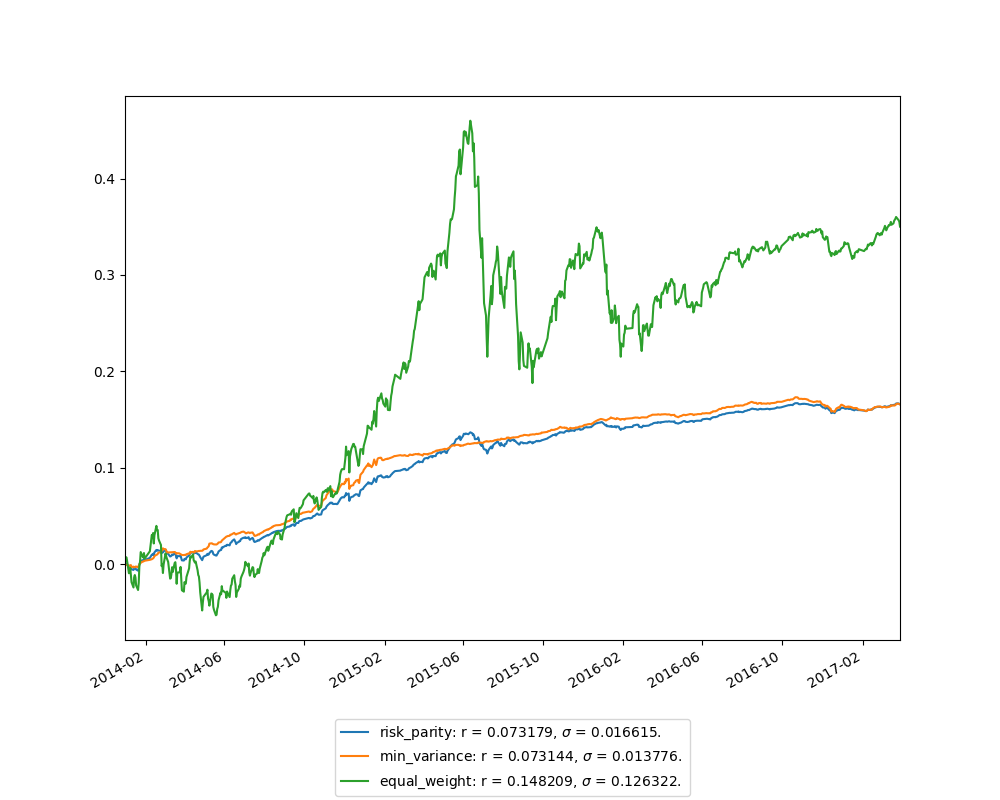 0.4
0.3
0.2
0.1
0.0
2014-02 2014-06 2014-10 2015-02 2015-06 2015-10 2016-02 2016-06 2016-10 2017-02
risk_parity: r = 0.073179, σ = 0.016615.
min_variance: r = 0.073144, σ = 0.013776.
equal_weight: r = 0.148209, σ = 0.126322.